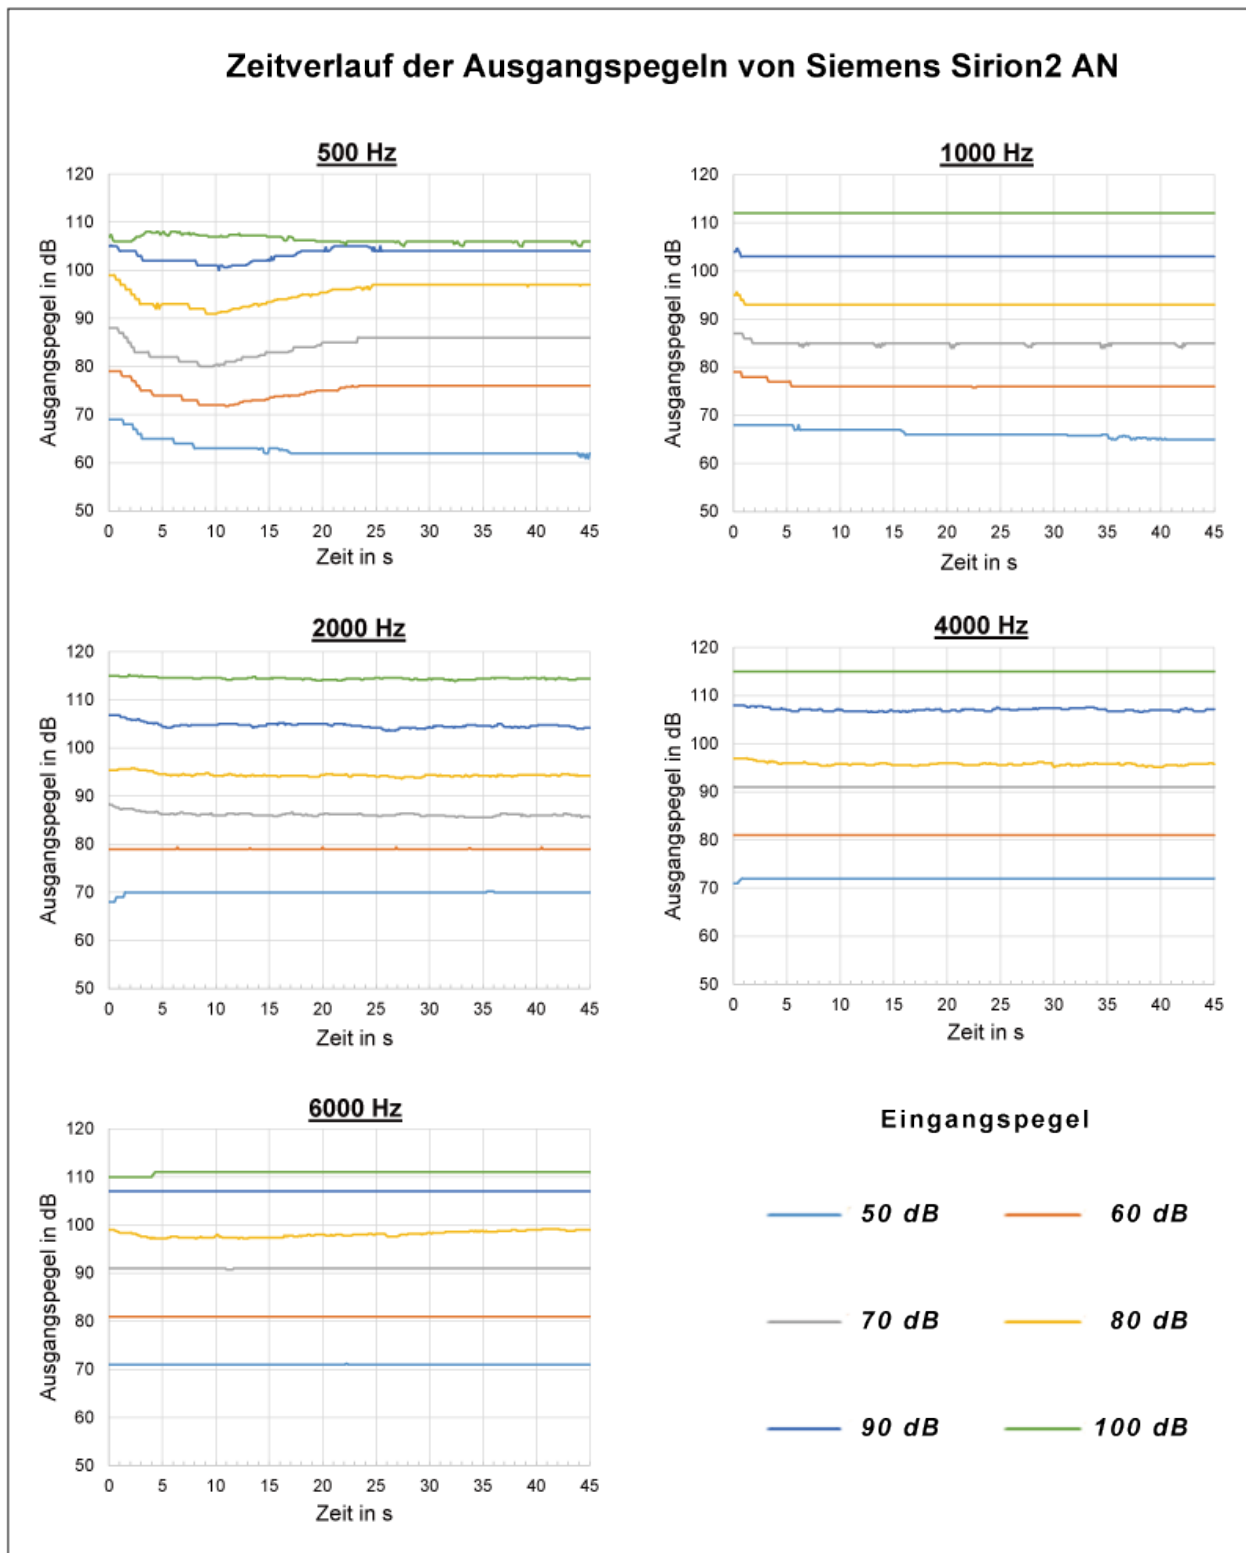 Zeitverlauf der Ausgangspegeln von Siemens Sirion2 AN
500 Hz
120
110
100
90
80
70
60
50
Ausgangspegel in dB
0 5 10 15 20 25 30 35 40 45
Zeit in s
1000 Hz
120
110
100
90
80
70
60
50
Ausgangspegel in dB
0 5 10 15 20 25 30 35 40 45
Zeit in s
2000 Hz
120
110
100
90
80
70
60
50
Ausgangspegel in dB
0 5 10 15 20 25 30 35 40 45
Zeit in s
4000 Hz
120
110
100
90
80
70
60
50
Ausgangspegel in dB
0 5 10 15 20 25 30 35 40 45
Zeit in s
6000 Hz
120
110
100
90
80
70
60
50
Ausgangspegel in dB
0 5 10 15 20 25 30 35 40 45
Zeit in s
Eingangspegel
50 dB 60 dB
70 dB 80 dB
90 dB 100 dB